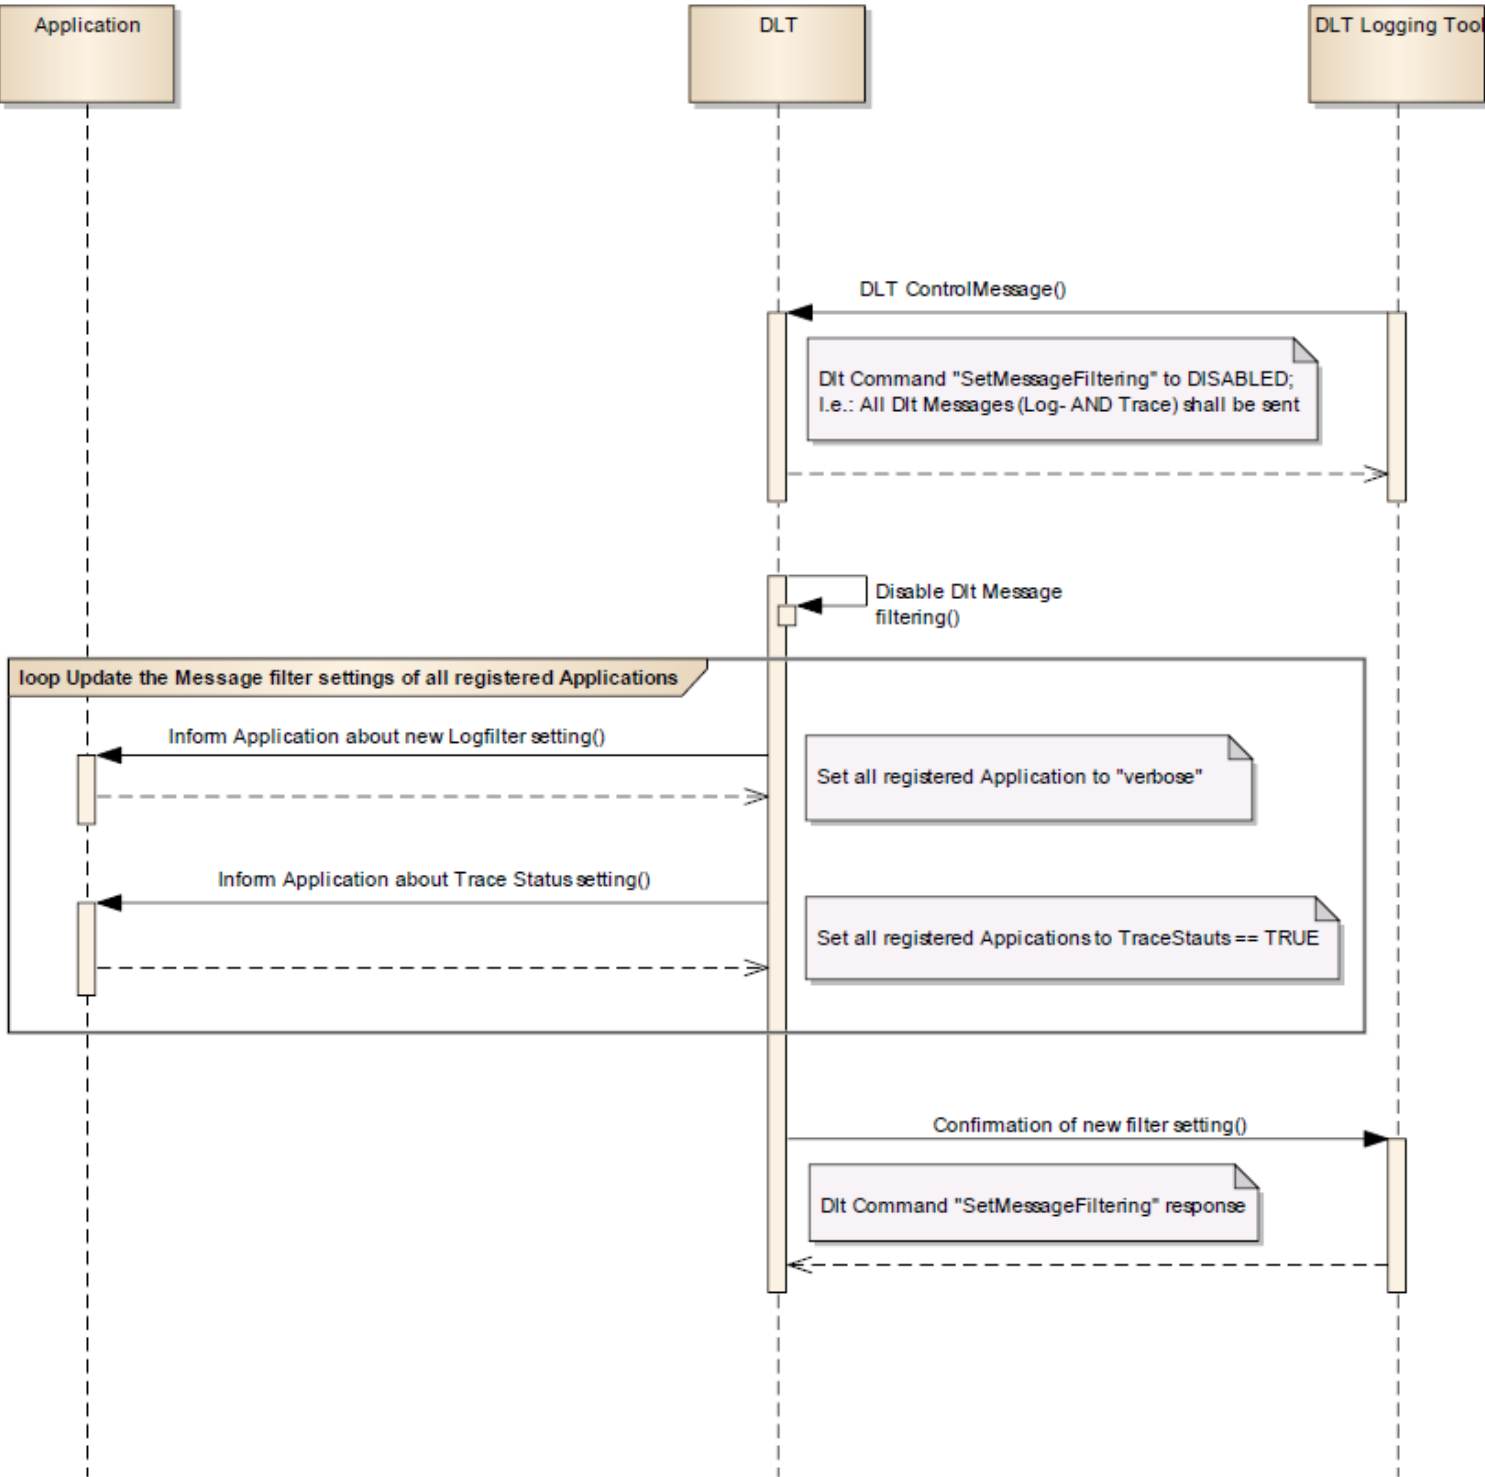 Application
DLT
DLT Logging Tool
DLT ControlMessage()
Dlt Command "SetMessageFiltering" to DISABLED;
I.e.: All Dlt Messages (Log- AND Trace) shall be sent
Disable Dlt Message
filtering()
loop Update the Message filter settings of all registered Applications
Inform Application about new Logfilter setting()
Set all registered Application to "verbose"
Inform Application about Trace Status setting()
Set all registered Appications to TraceStauts == TRUE
Confirmation of new filter setting()
Dlt Command "SetMessageFiltering" response